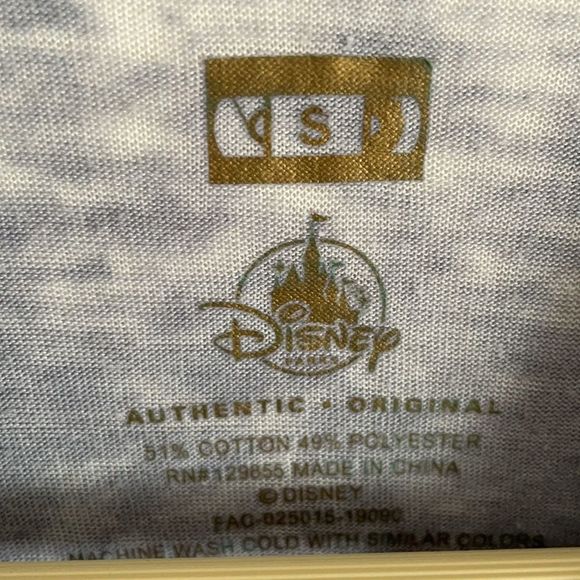 S
Disney
PARKS
AUTHENTIC • ORIGINAL
51% COTTON 49% POLYESTER
RN#129655 MADE IN CHINA
© DISNEY
FAC-025015-19090
MACHINE WASH COLD WITH SIMILAR COLORS